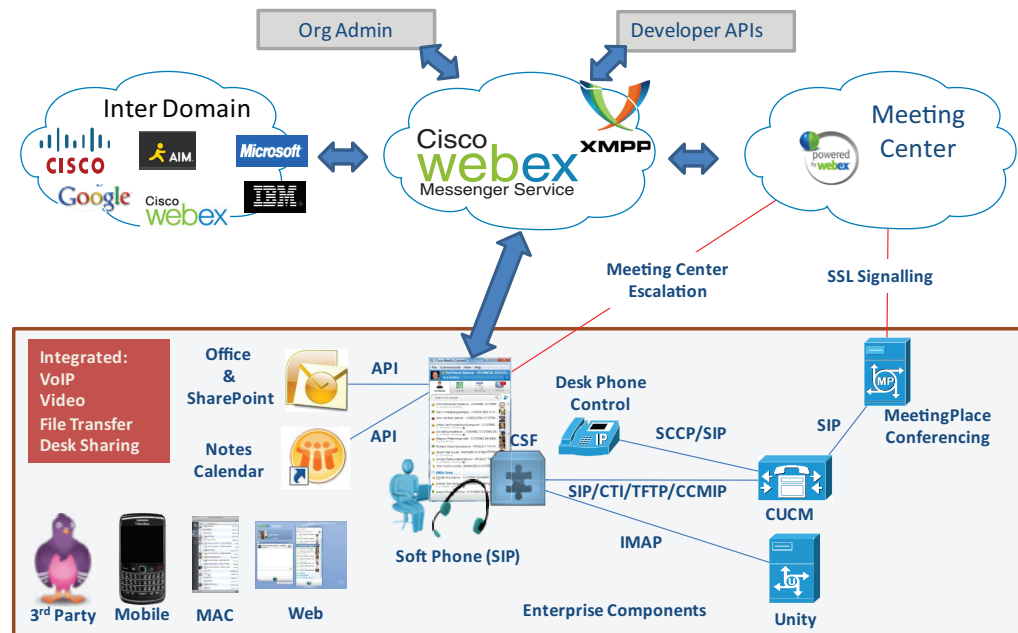 Org Admin
Developer APIs
Inter Domain
CISCO
AIM.
Microsoft
Google
Cisco
webex
IBM
Cisco
webex
Messenger Service
XMPP
Meeting
Center
powered
by webex
Meeting Center
Escalation
SSL Signalling
Integrated:
VoIP
Video
File Transfer
Desk Sharing
Office
&
SharePoint
API
Notes
Calendar
API
CSF
Desk Phone
Control
IP
SCCP/SIP
SIP
MP
MeetingPlace
Conferencing
SIP/CTI/TFTP/CCMIP
CUCM
IMAP
Soft Phone (SIP)
U
Unity
3rd Party
Mobile
MAC
Web
Enterprise Components